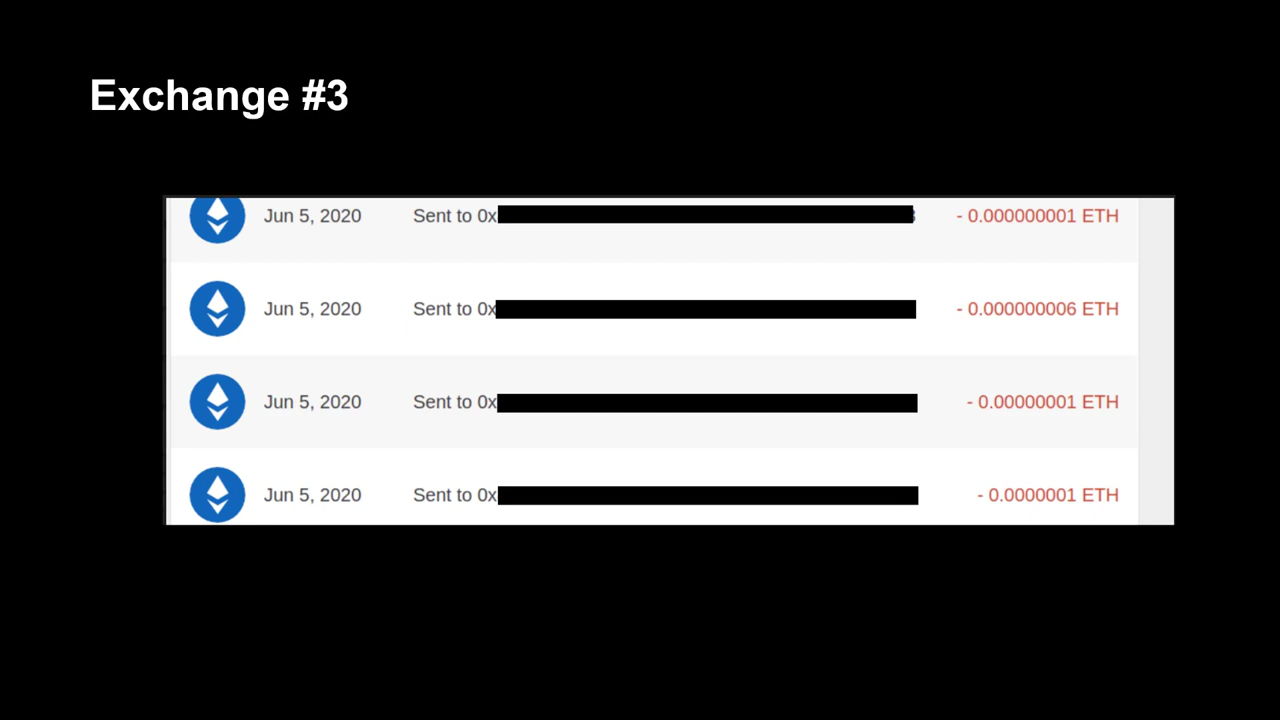 Exchange #3
Jun 5, 2020 Sent to 0x - 0.000000001 ETH
Jun 5, 2020 Sent to 0x - 0.000000006 ETH
Jun 5, 2020 Sent to 0x - 0.00000001 ETH
Jun 5, 2020 Sent to 0x - 0.0000001 ETH